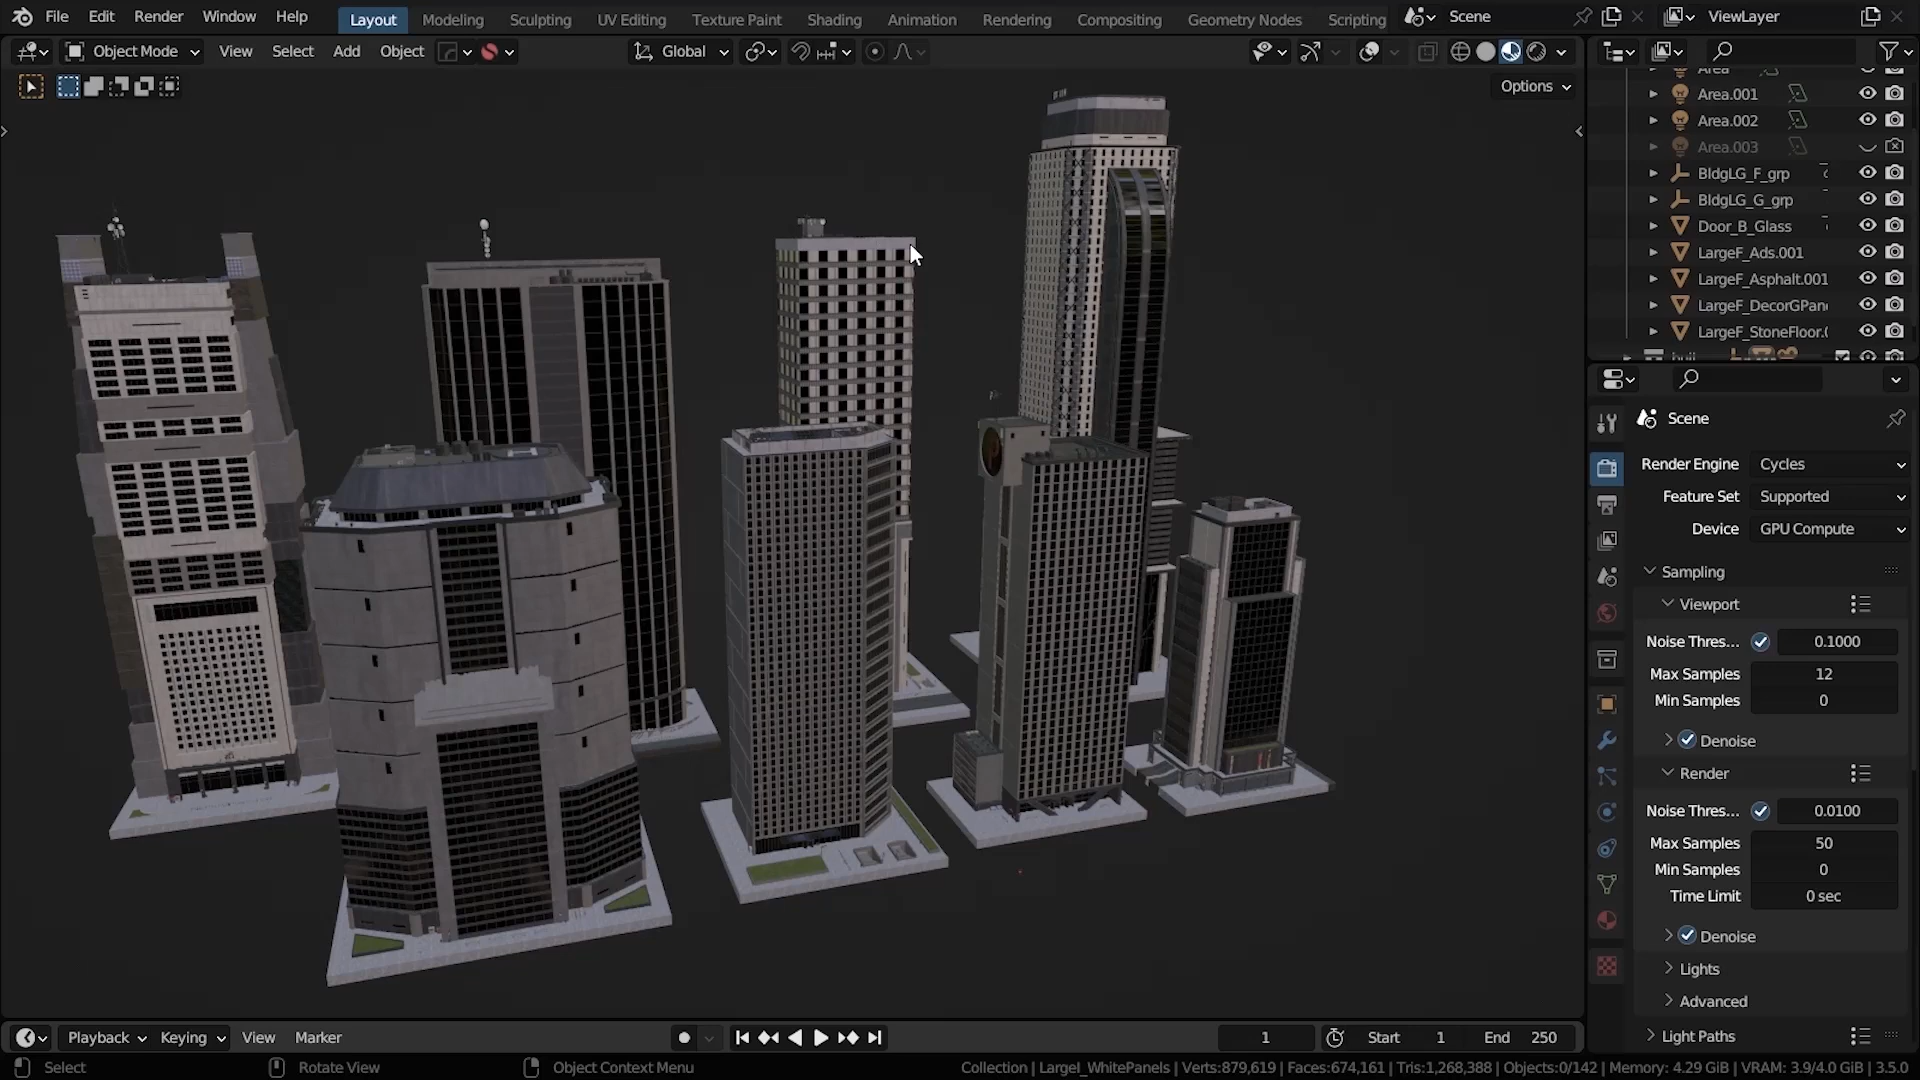 File Edit Render Window Help Layout Modeling Sculpting UV Editing Texture Paint Shading Animation Rendering Compositing Geometry Nodes Scripting Scene ViewLayer
Object Mode View Select Add Object Global
Options
Area
Area.001
Area.002
Area.003
BldgLG_F_grp
BldgLG_G_grp
Door_B_Glass
LargeF_Ads.001
LargeF_Asphalt.001
LargeF_DecorGPan
LargeF_StoneFloor.(
Scene
Render Engine Cycles
Feature Set Supported
Device GPU Compute
Sampling
Viewport
Noise Thres... 0.1000
Max Samples 12
Min Samples 0
Denoise
Render
Noise Thres... 0.0100
Max Samples 50
Min Samples 0
Time Limit 0 sec
Denoise
Lights
Advanced
Light Paths
Playback Keying View Marker 1 Start 1 End 250
Select Rotate View Object Context Menu Collection | LargeI_WhitePanels | Verts:879,619 | Faces:674,161 | Tris:1,268,388 | Objects:0/142 | Memory: 4.29 GiB | VRAM: 3.9/4.0 GiB | 3.5.0